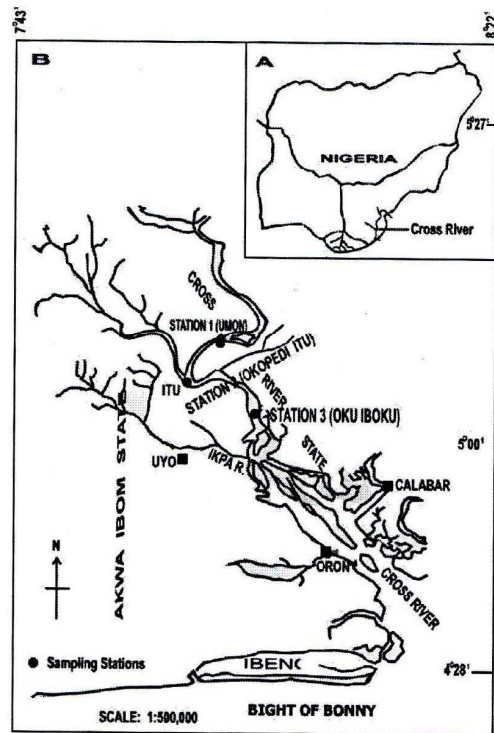 7°43'
8°22'
B
A
5°27'
NIGERIA
Cross River
CROSS
STATION 1 (UMON)
ITU
STATION 2 (OKOPEDI ITU)
RIVER
STATION 3 (OKU IBOKU)
STATE
5°00'
AKWA IBOM STATE
UYO
IKPA R.
CALABAR
N
ORON
CROSS RIVER
Sampling Stations
IBENO
4°28'
SCALE: 1:500,000
BIGHT OF BONNY